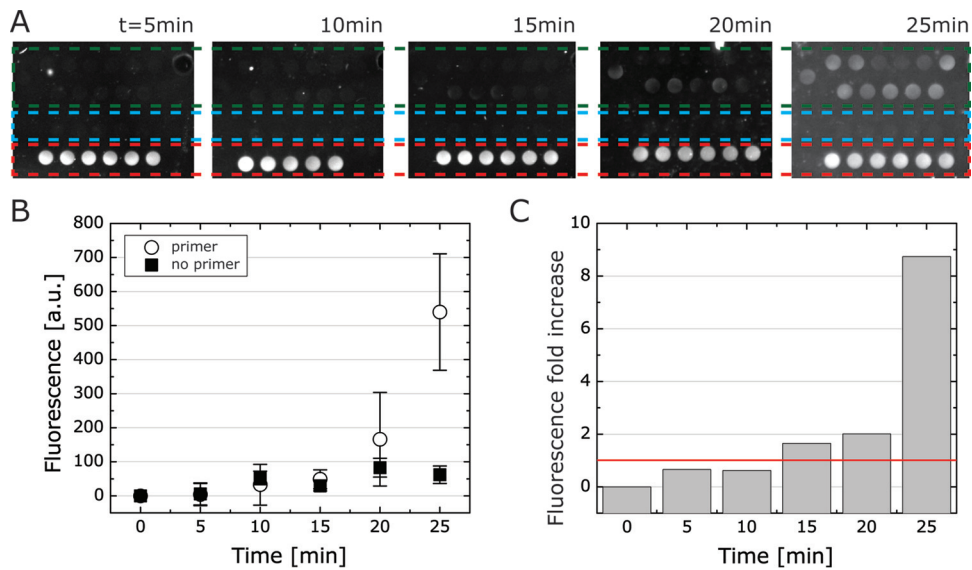 A
t=5min 10min 15min 20min 25min
B
800
700
600
500
400
300
200
100
0
Fluorescence [a.u.]
primer
no primer
0 5 10 15 20 25
Time [min]
C
10
8
6
4
2
0
Fluorescence fold increase
0 5 10 15 20 25
Time [min]